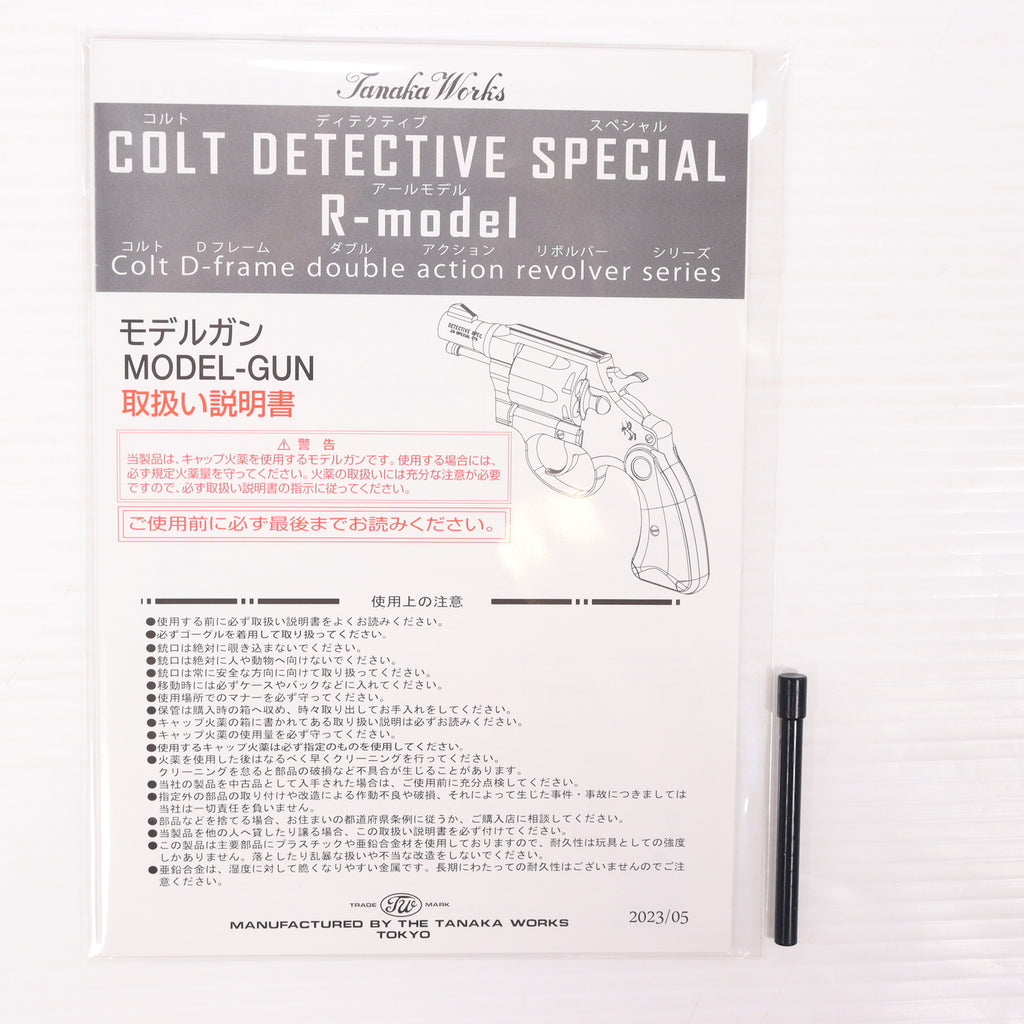 Tanaka Works
コルト ディテクティブ スペシャル
COLT DETECTIVE SPECIAL
アールモデル
R-model
コルト Dフレーム ダブル アクション リボルバー シリーズ
Colt D-frame double action revolver series
モデルガン
MODEL-GUN
取扱い説明書
DETECTIVE SPEC
38 SPECIAL CTG
⚠ 警 告
当製品は、キャップ火薬を使用するモデルガンです。使用する場合には、
必ず規定火薬量を守ってください。火薬の取扱いには充分な注意が必要
ですので、必ず取扱い説明書の指示に従ってください。
ご使用前に必ず最後までお読みください。
使用上の注意
●使用する前に必ず取扱い説明書をよくお読みください。
●必ずゴーグルを着用して取り扱ってください。
●銃口は絶対に覗き込まないでください。
●銃口は絶対に人や動物へ向けないでください。
●銃口は常に安全な方向に向けて取り扱ってください。
●移動時には必ずケースやバックなどに入れてください。
●使用場所でのマナーを必ず守ってください。
●保管は購入時の箱へ収め、時々取り出してお手入れをしてください。
●キャップ火薬の箱に書かれてある取り扱い説明は必ずお読みください。
●キャップ火薬の使用量を必ず守ってください。
●使用するキャップ火薬は必ず指定のものを使用してください。
●火薬を使用した後はなるべく早くクリーニングを行ってください。
クリーニングを怠ると部品の破損など不具合が生じることがあります。
●当社の製品を中古品として入手された場合は、ご使用前に充分点検してください。
●指定外の部品の取り付けや改造による作動不良や破損、それによって生じた事件・事故につきましては
当社は一切責任を負いません。
●部品などを捨てる場合、お住まいの都道府県条例に従うか、ご購入店に相談してください。
●当製品を他の人へ貸したり譲る場合、この取扱い説明書を必ず付けてください。
●この製品は主要部品にプラスチックや亜鉛合金材を使用しておりますので、耐久性は玩具としての強度
しかありません。落としたり乱暴な扱いや不当な改造をしないでください。
●亜鉛合金は、湿度に対して脆くなりやすい金属です。長期にわたっての耐久性はございませんのでご注
意ください。
TRADE TW MARK
MANUFACTURED BY THE TANAKA WORKS
TOKYO
2023/05